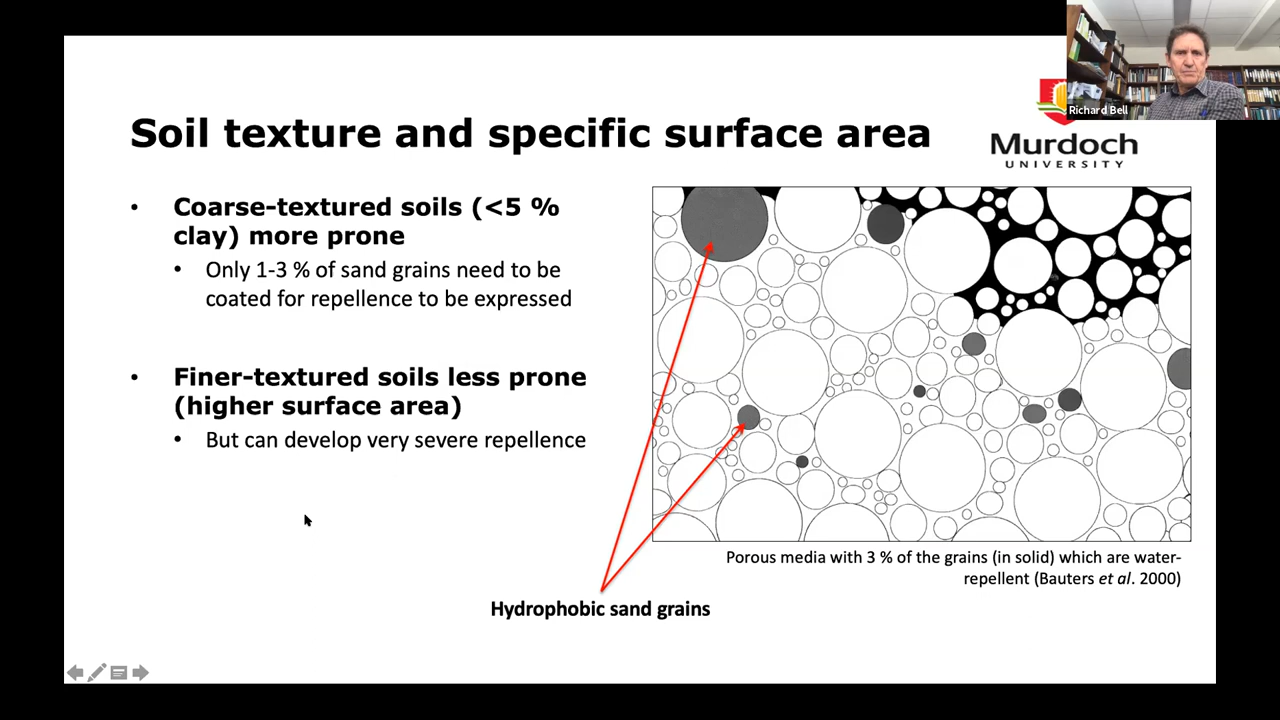 Richard Bell
Soil texture and specific surface area
Murdoch
UNIVERSITY
• Coarse-textured soils (<5 %
clay) more prone
• Only 1-3 % of sand grains need to be
coated for repellence to be expressed
• Finer-textured soils less prone
(higher surface area)
• But can develop very severe repellence
Porous media with 3 % of the grains (in solid) which are water-
repellent (Bauters et al. 2000)
Hydrophobic sand grains